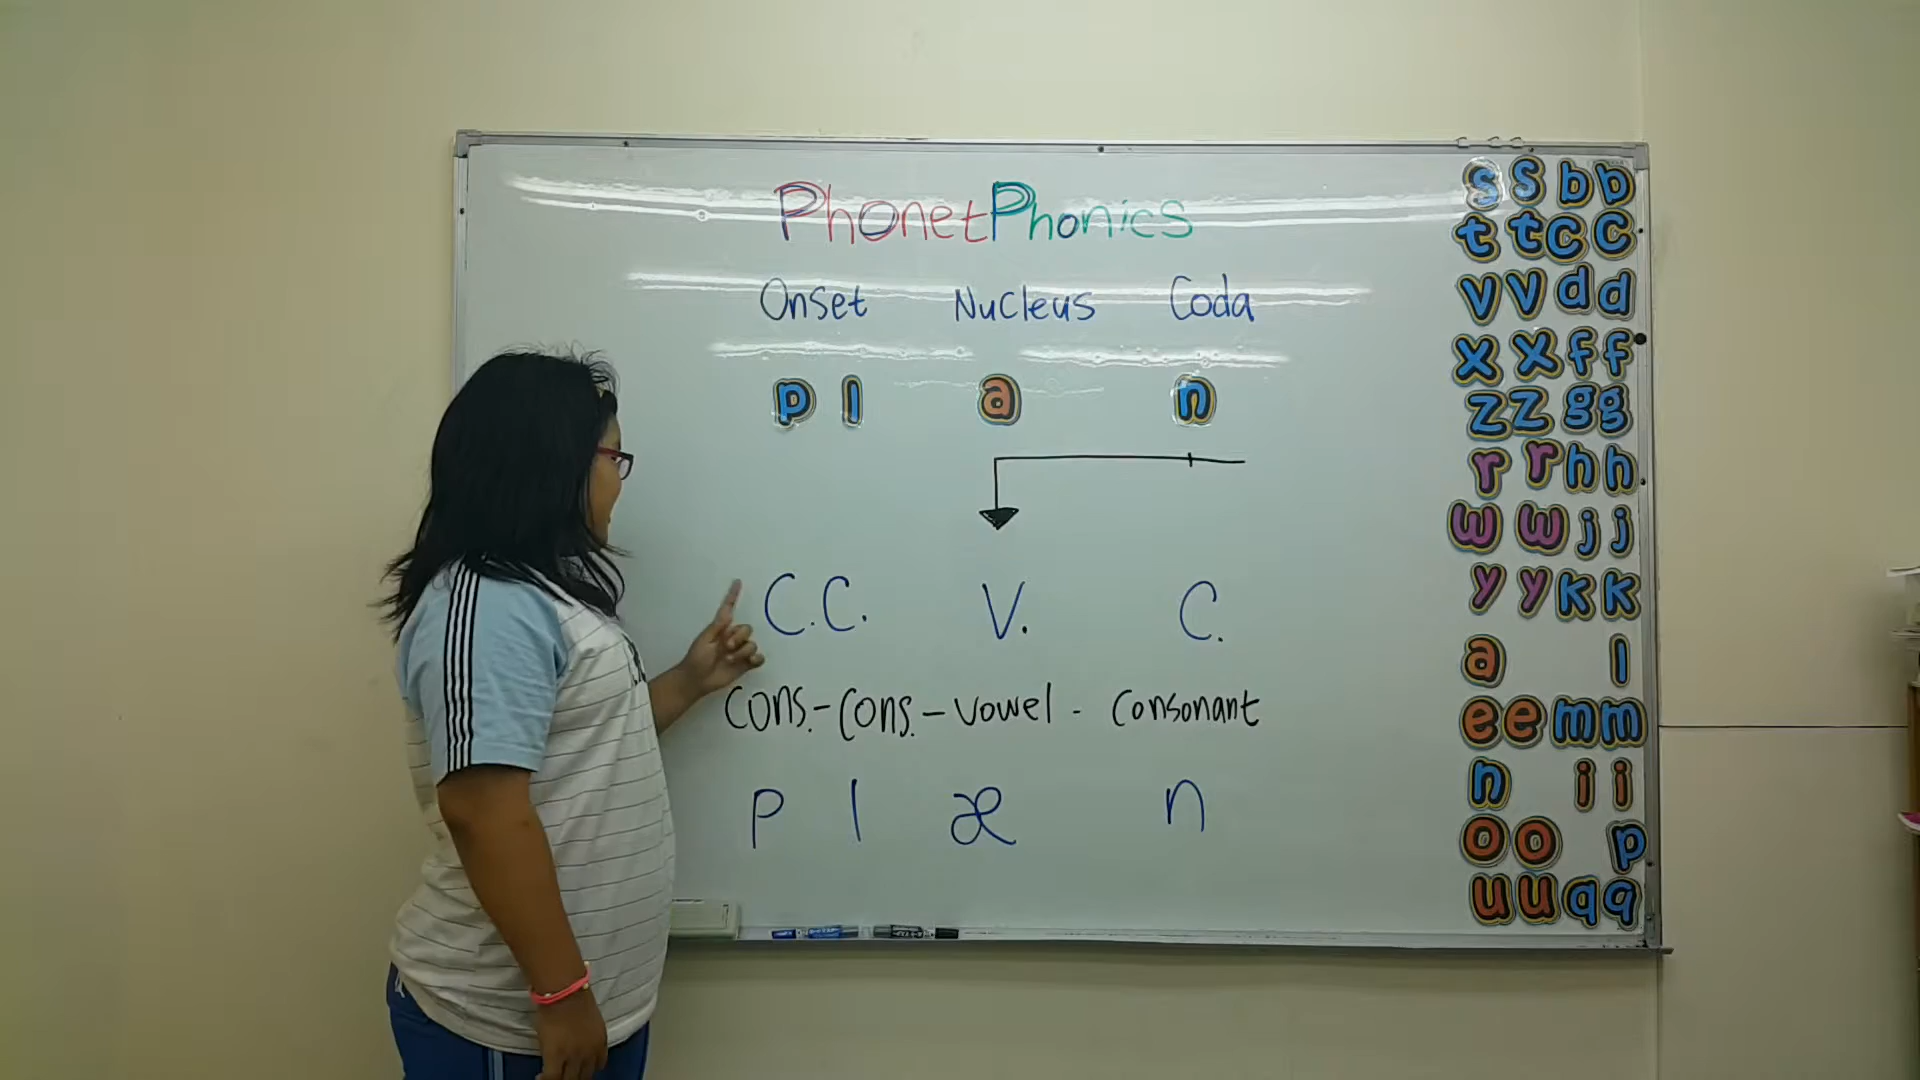 PhonetPhonics
Onset Nucleus Coda
p l a n
C.C. V. C.
Cons.-Cons.-vowel - Consonant
p l æ n
s s b b
t t c c
v v d d
x x f f
z z g g
r r h h
w w j j
y y k k
a l
e e m m
n i i
o o p
u u q q